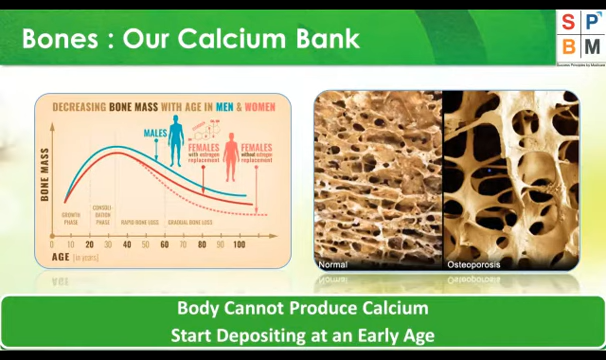 Bones : Our Calcium Bank
S P
B M
DECREASING BONE MASS WITH AGE IN MEN & WOMEN
BONE MASS
MALES
FEMALES
with estrogen
replacement
FEMALES
without estrogen
replacement
GROWTH
PHASE
CONSOLI
DATION
PHASE
RAPID BONE LOSS
GRADUAL BONE LOSS
0 10 20 30 40 50 60 70 80 90 100
AGE (in years)
Normal
Osteoporosis
Body Cannot Produce Calcium
Start Depositing at an Early Age